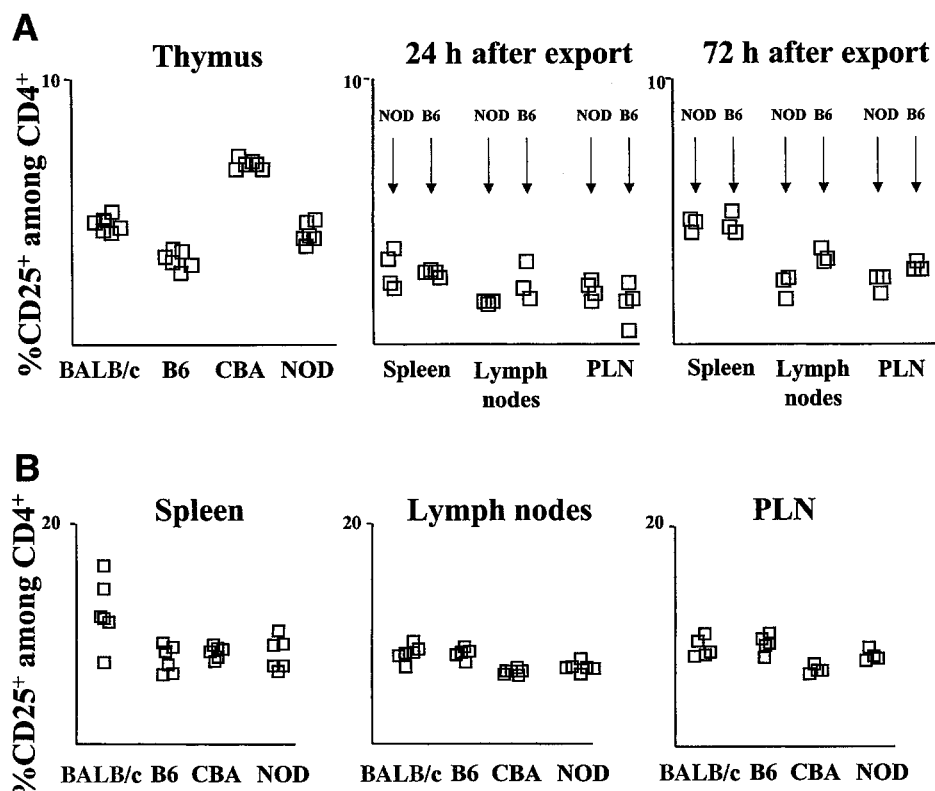 A
Thymus
24 h after export
72 h after export
%CD25+ among CD4+
10
10
10
NOD B6 NOD B6 NOD B6
NOD B6 NOD B6 NOD B6
BALB/c B6 CBA NOD
Spleen Lymph nodes PLN
Spleen Lymph nodes PLN
B
Spleen
Lymph nodes
PLN
%CD25+ among CD4+
20
20
20
BALB/c B6 CBA NOD
BALB/c B6 CBA NOD
BALB/c B6 CBA NOD